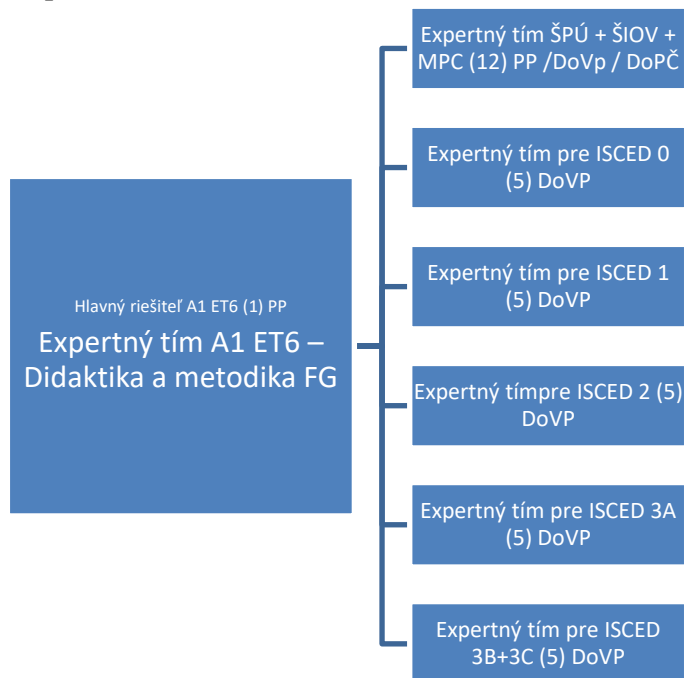 Expertný tím ŠPÚ + ŠIOV +
MPC (12) PP /DoVp / DoPČ
Expertný tím pre ISCED 0
(5) DoVP
Expertný tím pre ISCED 1
(5) DoVP
Hlavný riešiteľ A1 ET6 (1) PP
Expertný tím A1 ET6 –
Didaktika a metodika FG
Expertný tímpre ISCED 2 (5)
DoVP
Expertný tím pre ISCED 3A
(5) DoVP
Expertný tím pre ISCED
3B+3C (5) DoVP